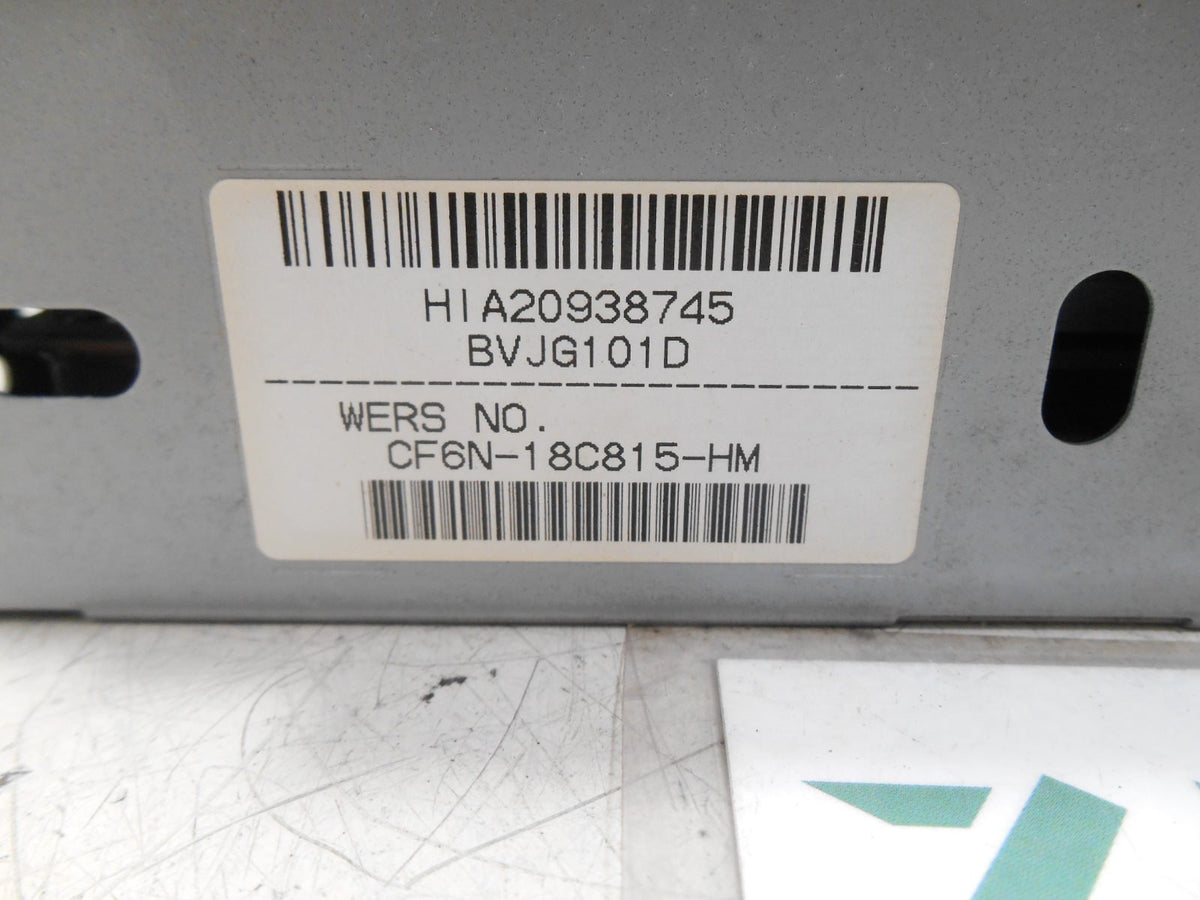 HIA20938745
BVJG101D
WERS NO.
CF6N-18C815-HM